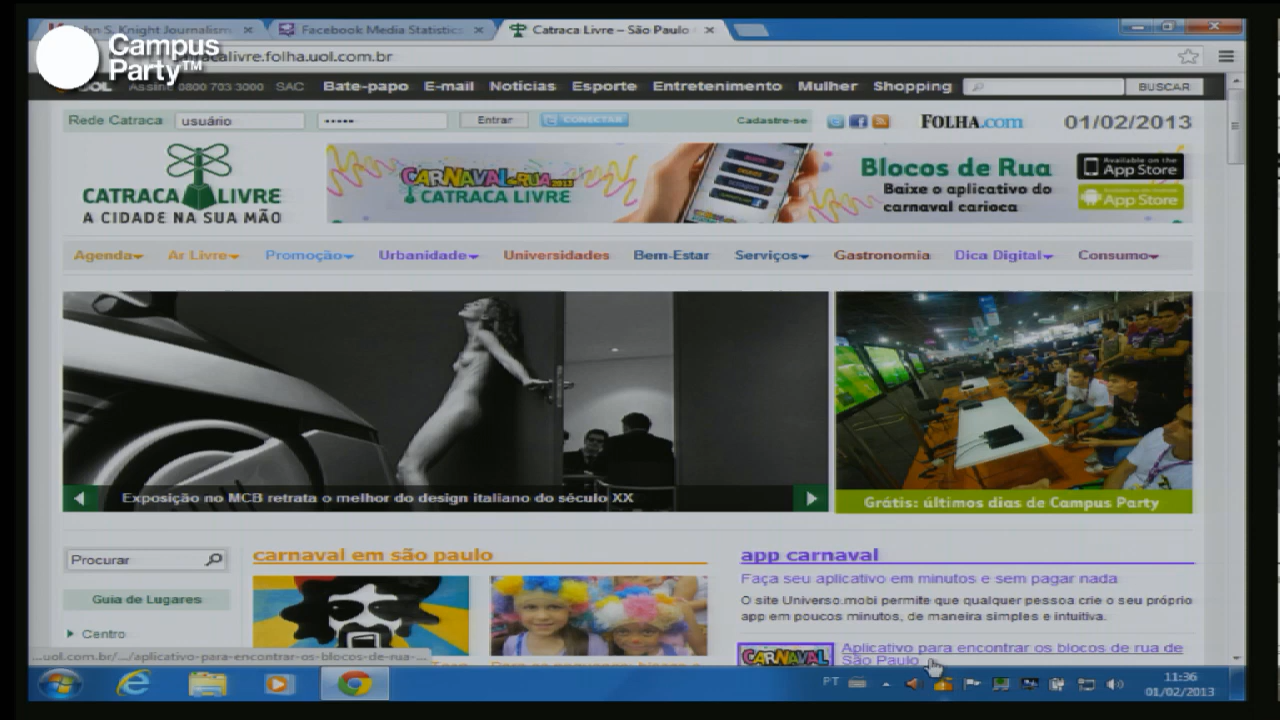 hn S. Knight Journalism
Facebook Media Statistics
Catraca Livre – São Paulo
Campus
Party™
calivre.folha.uol.com.br
UOL Assine 0800 703 3000 SAC Bate-papo E-mail Notícias Esporte Entretenimento Mulher Shopping BUSCAR
Rede Catraca usuário ••••• Entrar CONECTAR Cadastre-se FOLHA.com 01/02/2013
CATRACA LIVRE
A CIDADE NA SUA MÃO
CARNAVAL de RUA 2013
CATRACA LIVRE
Blocos de Rua
Baixe o aplicativo do
carnaval carioca
Available on the
App Store
App Store
Agenda Ar Livre Promoção Urbanidade Universidades Bem-Estar Serviços Gastronomia Dica Digital Consumo
Exposição no MCB retrata o melhor do design italiano do século XX
Grátis: últimos dias de Campus Party
Procurar
Guia de Lugares
Centro
carnaval em são paulo
app carnaval
Faça seu aplicativo em minutos e sem pagar nada
O site Universo.mobi permite que qualquer pessoa crie o seu próprio
app em poucos minutos, de maneira simples e intuitiva.
CARNAVAL
Aplicativo para encontrar os blocos de rua de
São Paulo
...uol.com.br/.../aplicativo-para-encontrar-os-blocos-de-rua-...
PT
11:36
01/02/2013